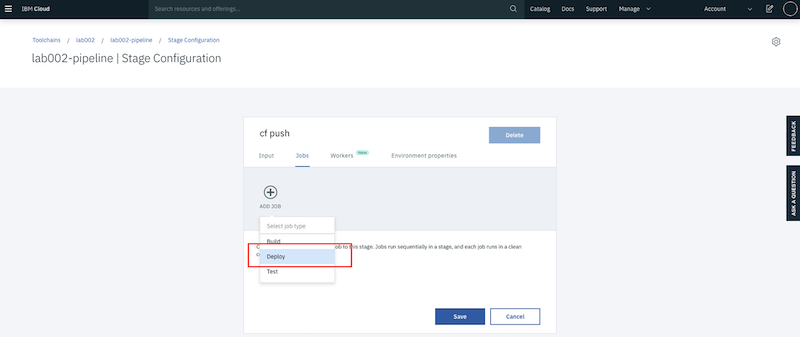 IBM Cloud
Search resources and offerings...
Catalog Docs Support Manage Account
Toolchains / lab002 / lab002-pipeline / Stage Configuration
lab002-pipeline | Stage Configuration
cf push
Delete
Input Jobs Workers Environment properties
ADD JOB
Select job type
Build
job to this stage. Jobs run sequentially in a stage, and each job runs in a clean
Deploy
Test
Save Cancel
FEEDBACK
ASK A QUESTION